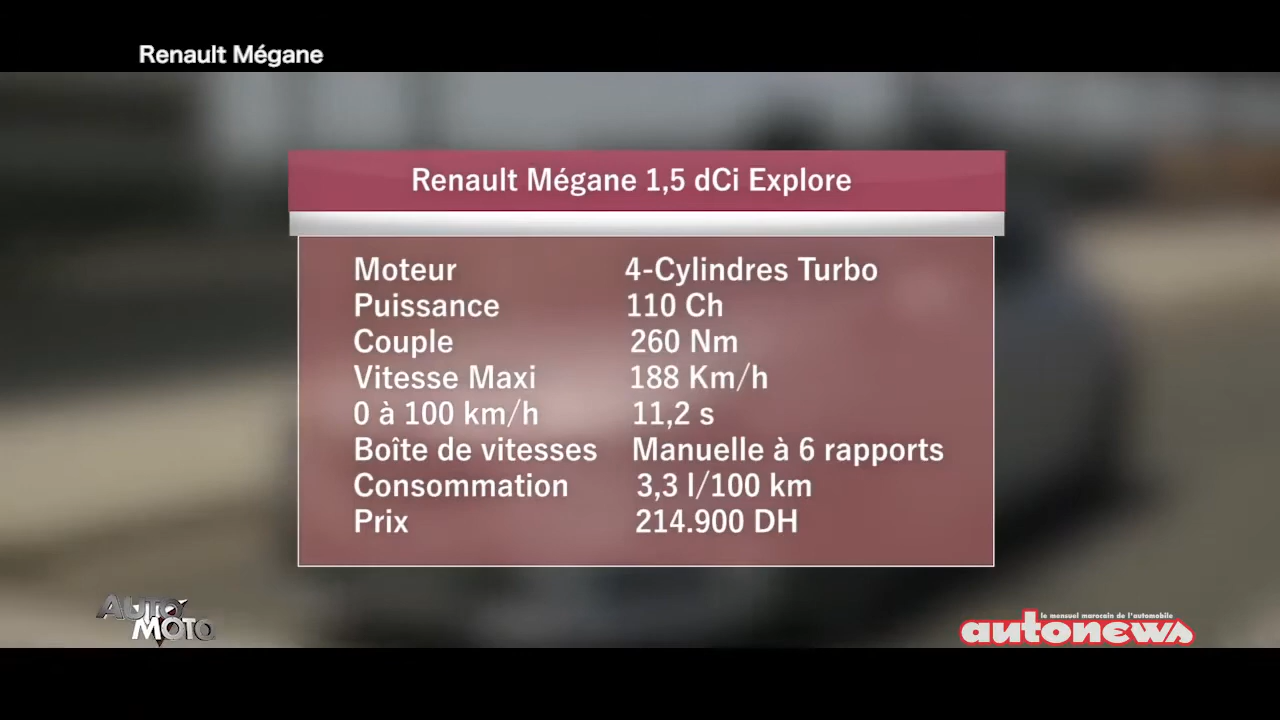 Renault Mégane
Renault Mégane 1,5 dCi Explore
Moteur 4-Cylindres Turbo
Puissance 110 Ch
Couple 260 Nm
Vitesse Maxi 188 Km/h
0 à 100 km/h 11,2 s
Boîte de vitesses Manuelle à 6 rapports
Consommation 3,3 l/100 km
Prix 214.900 DH
AUTO
MOTO
le mensuel marocain de l'automobile
autonews